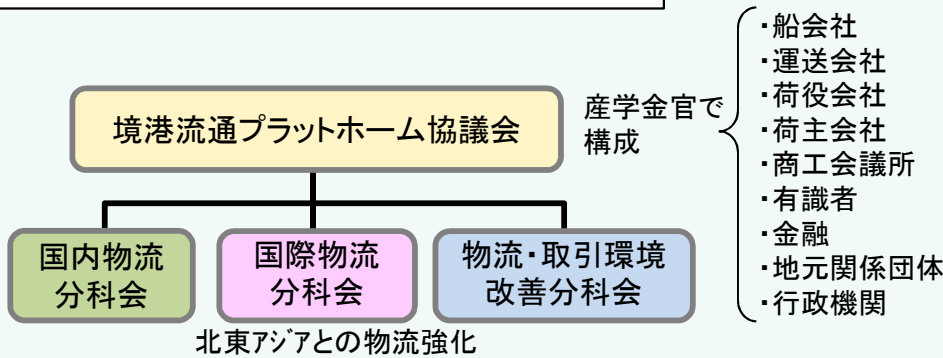 境港流通プラットホーム協議会
産学金官で
構成
・船会社
・運送会社
・荷役会社
・荷主会社
・商工会議所
・有識者
・金融
・地元関係団体
・行政機関
国内物流
分科会
国際物流
分科会
物流・取引環境
改善分科会
北東アジアとの物流強化